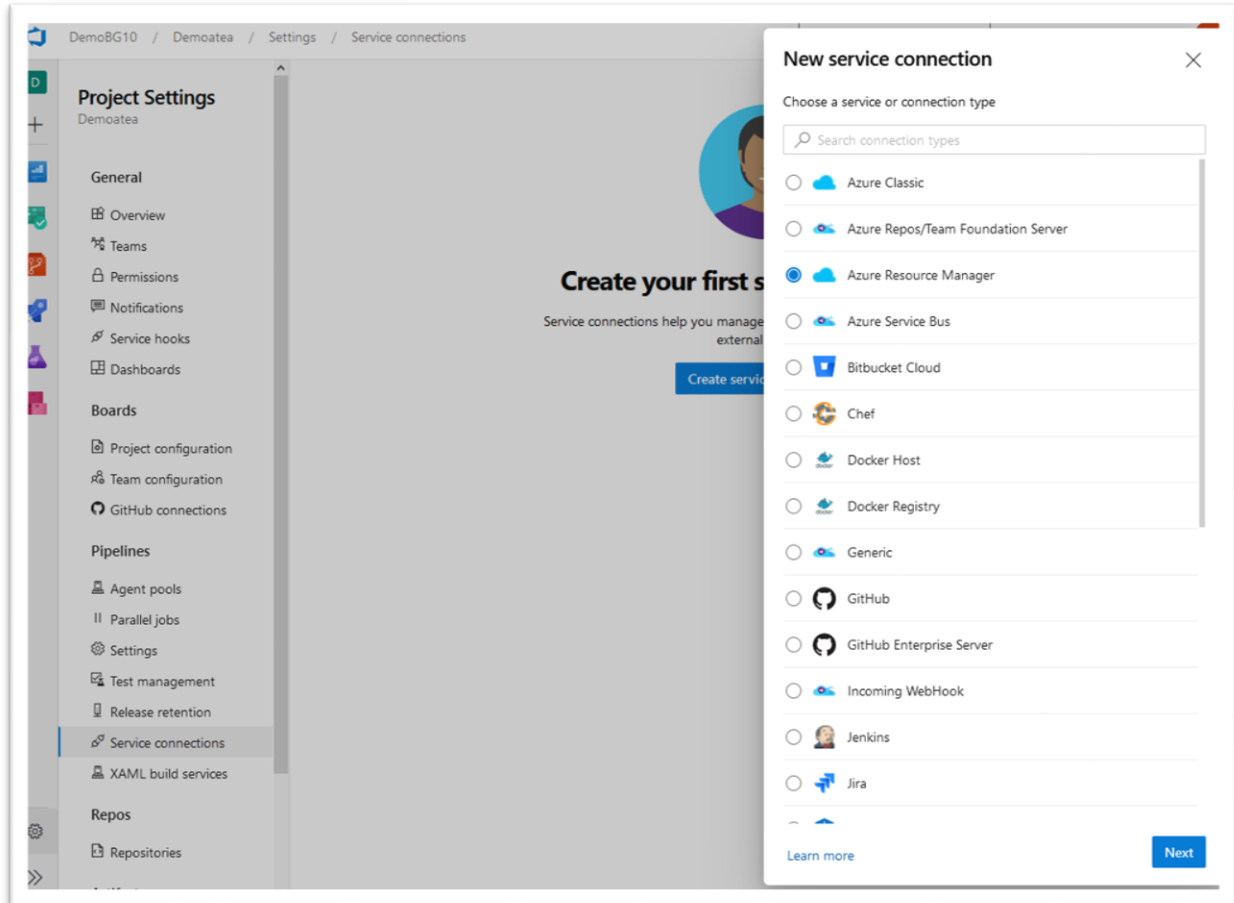 DemoBG10 / Demoatea / Settings / Service connections
D
Project Settings
Demoatea
General
Overview
Teams
Permissions
Notifications
Service hooks
Dashboards
Boards
Project configuration
Team configuration
GitHub connections
Pipelines
Agent pools
Parallel jobs
Settings
Test management
Release retention
Service connections
XAML build services
Repos
Repositories
Create your first s
Service connections help you manage
external
Create servic
New service connection
Choose a service or connection type
Search connection types
Azure Classic
Azure Repos/Team Foundation Server
Azure Resource Manager
Azure Service Bus
Bitbucket Cloud
Chef
docker
Docker Host
docker
Docker Registry
Generic
GitHub
GitHub Enterprise Server
Incoming WebHook
Jenkins
Jira
Learn more
Next